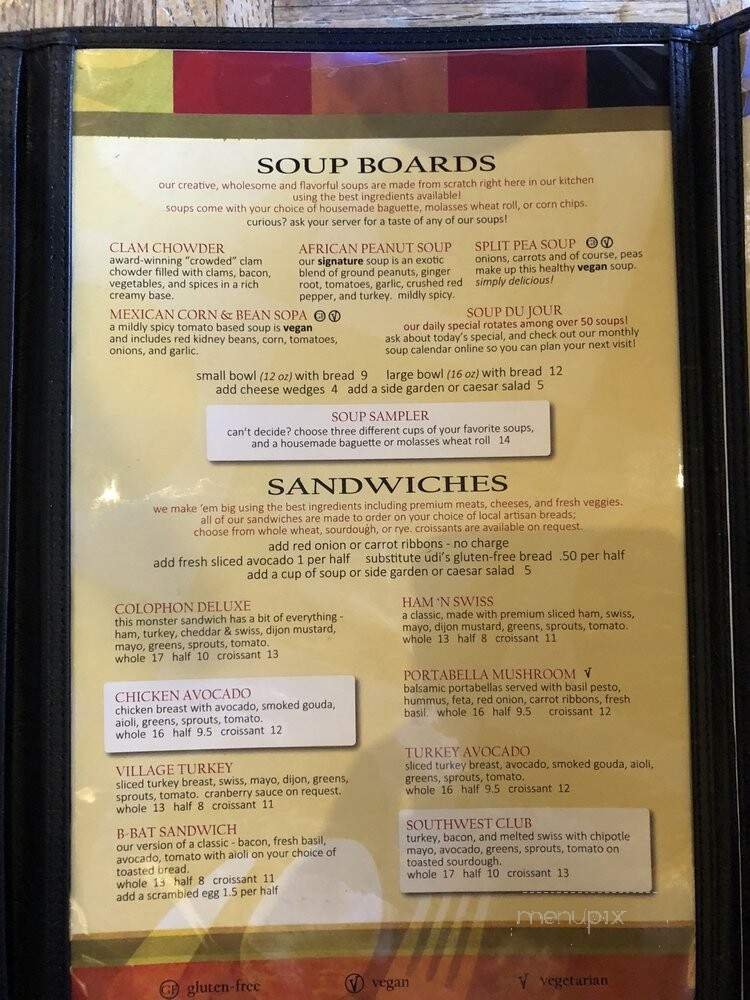 SOUP BOARDS
our creative, wholesome and flavorful soups are made from scratch right here in our kitchen
using the best ingredients available!
soups come with your choice of housemade baguette, molasses wheat roll, or corn chips.
curious? ask your server for a taste of any of our soups!
CLAM CHOWDER
award-winning "crowded" clam
chowder filled with clams, bacon,
vegetables, and spices in a rich
creamy base.
AFRICAN PEANUT SOUP
our signature soup is an exotic
blend of ground peanuts, ginger
root, tomatoes, garlic, crushed red
pepper, and turkey. mildly spicy.
SPLIT PEA SOUP GF V
onions, carrots and of course, peas
make up this healthy vegan soup.
simply delicious!
MEXICAN CORN & BEAN SOPA GF V
a mildly spicy tomato based soup is vegan
and includes red kidney beans, corn, tomatoes,
onions, and garlic.
SOUP DU JOUR
our daily special rotates among over 50 soups!
ask about today's special, and check out our monthly
soup calendar online so you can plan your next visit!
small bowl (12 oz) with bread 9 large bowl (16 oz) with bread 12
add cheese wedges 4 add a side garden or caesar salad 5
SOUP SAMPLER
can't decide? choose three different cups of your favorite soups,
and a housemade baguette or molasses wheat roll 14
SANDWICHES
we make 'em big using the best ingredients including premium meats, cheeses, and fresh veggies.
all of our sandwiches are made to order on your choice of local artisan breads;
choose from whole wheat, sourdough, or rye. croissants are available on request.
add red onion or carrot ribbons - no charge
add fresh sliced avocado 1 per half substitute udi's gluten-free bread .50 per half
add a cup of soup or side garden or caesar salad 5
COLOPHON DELUXE
this monster sandwich has a bit of everything -
ham, turkey, cheddar & swiss, dijon mustard,
mayo, greens, sprouts, tomato.
whole 17 half 10 croissant 13
CHICKEN AVOCADO
chicken breast with avocado, smoked gouda,
aioli, greens, sprouts, tomato.
whole 16 half 9.5 croissant 12
VILLAGE TURKEY
sliced turkey breast, swiss, mayo, dijon, greens,
sprouts, tomato. cranberry sauce on request.
whole 13 half 8 croissant 11
B-BAT SANDWICH
our version of a classic - bacon, fresh basil,
avocado, tomato with aioli on your choice of
toasted bread.
whole 13 half 8 croissant 11
add a scrambled egg 1.5 per half
HAM 'N SWISS
a classic, made with premium sliced ham, swiss,
mayo, dijon mustard, greens, sprouts, tomato.
whole 13 half 8 croissant 11
PORTABELLA MUSHROOM V
balsamic portabellas served with basil pesto,
hummus, feta, red onion, carrot ribbons, fresh
basil. whole 16 half 9.5 croissant 12
TURKEY AVOCADO
sliced turkey breast, avocado, smoked gouda, aioli,
greens, sprouts, tomato.
whole 16 half 9.5 croissant 12
SOUTHWEST CLUB
turkey, bacon, and melted swiss with chipotle
mayo, avocado, greens, sprouts, tomato on
toasted sourdough.
whole 17 half 10 croissant 13
menupix
GF gluten-free V vegan V vegetarian